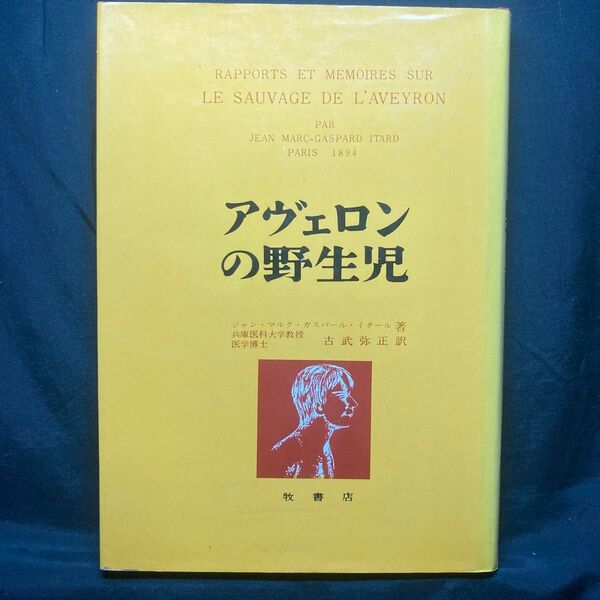 RAPPORTS ET MEMOIRES SUR
LE SAUVAGE DE L'AVEYRON
PAR
JEAN MARC-GASPARD ITARD
PARIS 1894
アヴェロン
の野生児
ジャン・マルク・ガスパール・イタール 著
兵庫医科大学教授
医学博士 古武弥正訳
牧書店